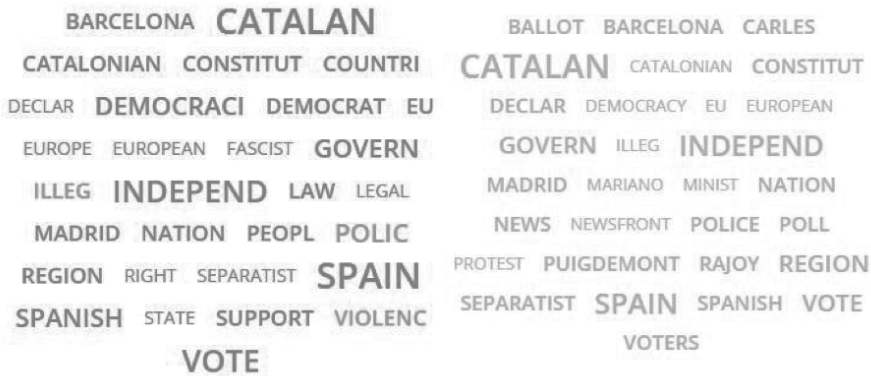 BARCELONA CATALAN
CATALONIAN CONSTITUT COUNTRI
DECLAR DEMOCRACI DEMOCRAT EU
EUROPE EUROPEAN FASCIST GOVERN
ILLEG INDEPEND LAW LEGAL
MADRID NATION PEOPL POLIC
REGION RIGHT SEPARATIST SPAIN
SPANISH STATE SUPPORT VIOLENC
VOTE
BALLOT BARCELONA CARLES
CATALAN CATALONIAN CONSTITUT
DECLAR DEMOCRACY EU EUROPEAN
GOVERN ILLEG INDEPEND
MADRID MARIANO MINIST NATION
NEWS NEWSFRONT POLICE POLL
PROTEST PUIGDEMONT RAJOY REGION
SEPARATIST SPAIN SPANISH VOTE
VOTERS